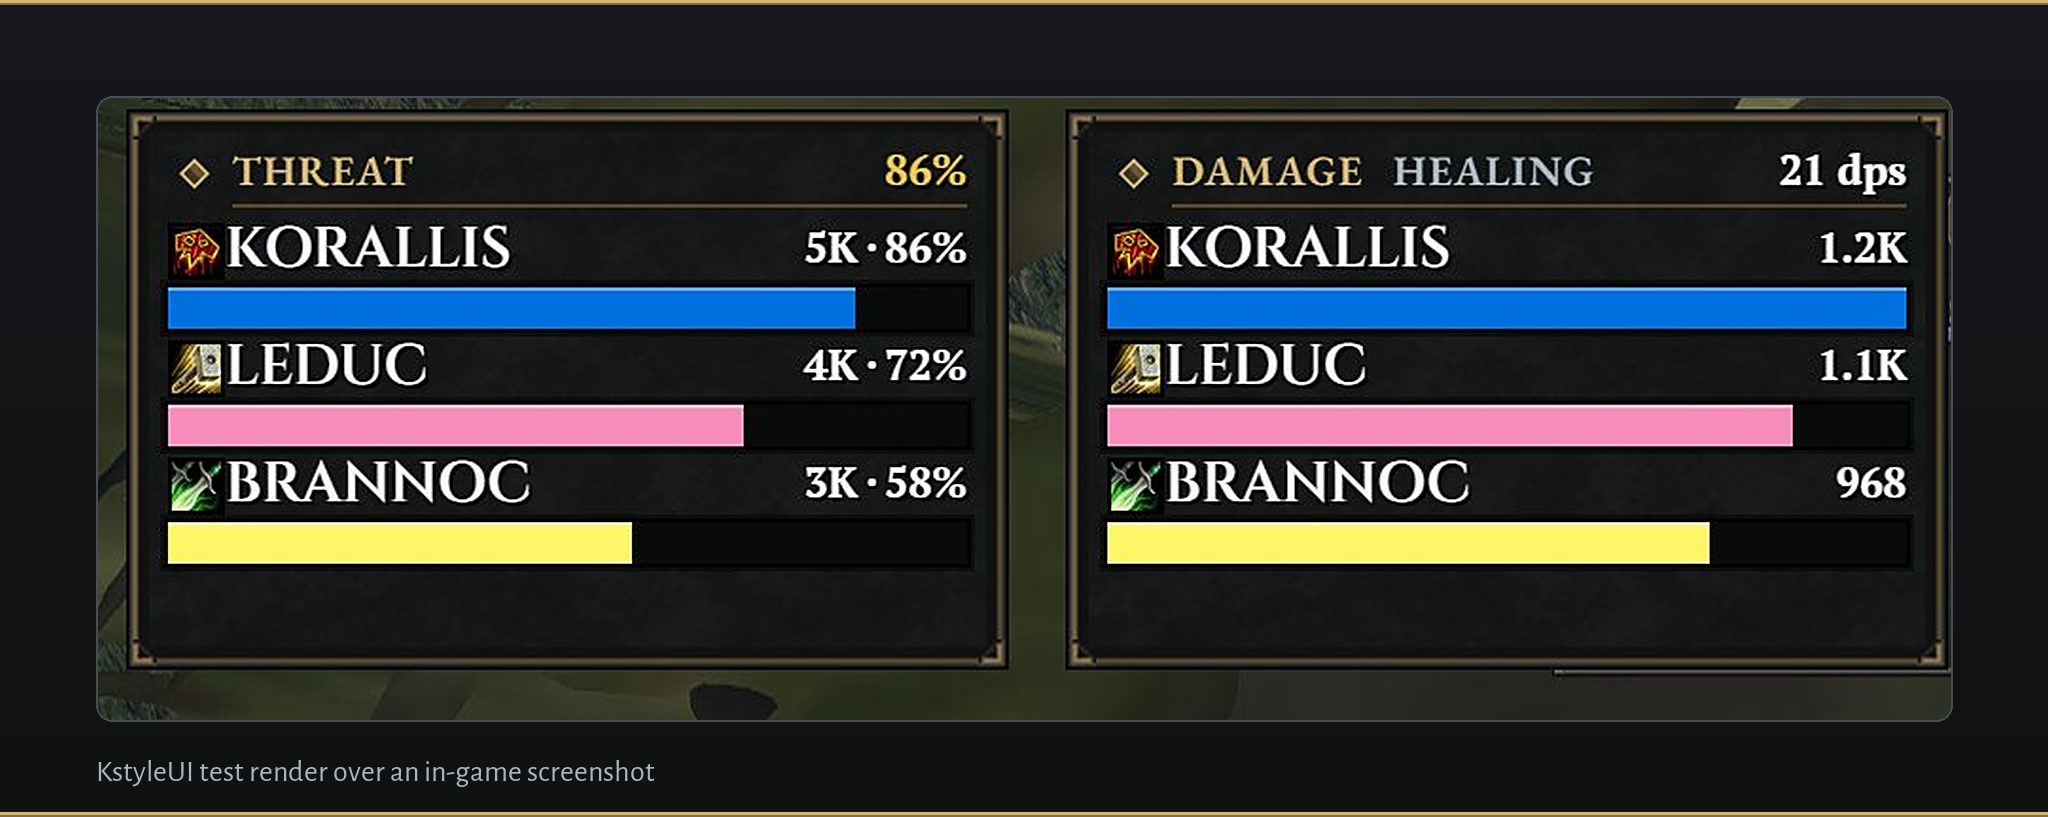 THREAT 86%
KORALLIS 5K·86%
LEDUC 4K·72%
BRANNOC 3K·58%
DAMAGE HEALING 21 dps
KORALLIS 1.2K
LEDUC 1.1K
BRANNOC 968
KstyleUI test render over an in-game screenshot